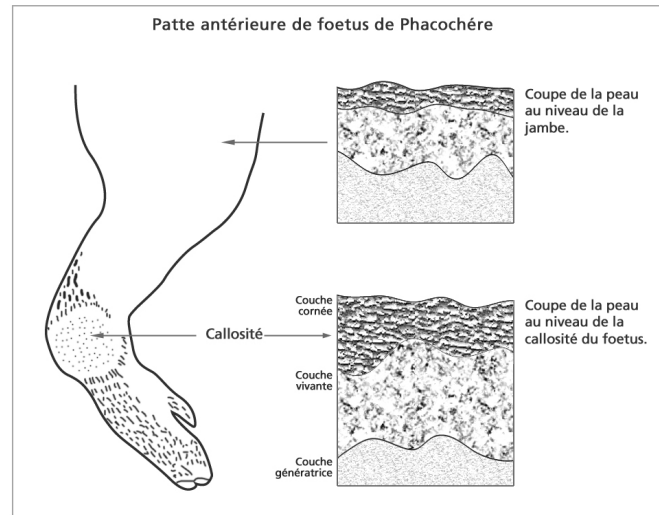 Patte antérieure de foetus de Phacochére
Coupe de la peau
au niveau de la
jambe.
Couche
cornée
Coupe de la peau
au niveau de la
callosité du foetus.
Callosité
Couche
vivante
Couche
génératrice